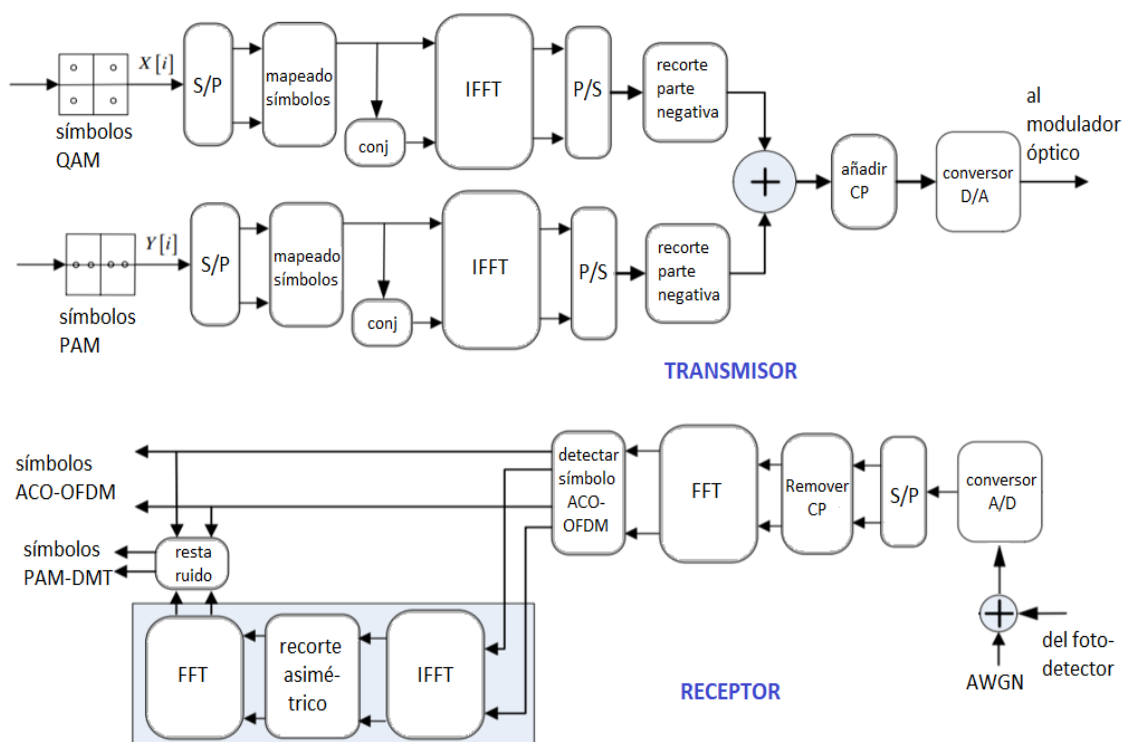 X[i]
símbolos
QAM
S/P
mapeado
símbolos
conj
IFFT
P/S
recorte
parte
negativa
+
añadir
CP
conversor
D/A
al
modulador
óptico
Y[i]
símbolos
PAM
S/P
mapeado
símbolos
conj
IFFT
P/S
recorte
parte
negativa
TRANSMISOR
símbolos
ACO-OFDM
símbolos
PAM-DMT
resta
ruido
detectar
símbolo
ACO-
OFDM
FFT
Remover
CP
S/P
conversor
A/D
+
AWGN
del foto-
detector
FFT
recorte
asimé-
trico
IFFT
RECEPTOR